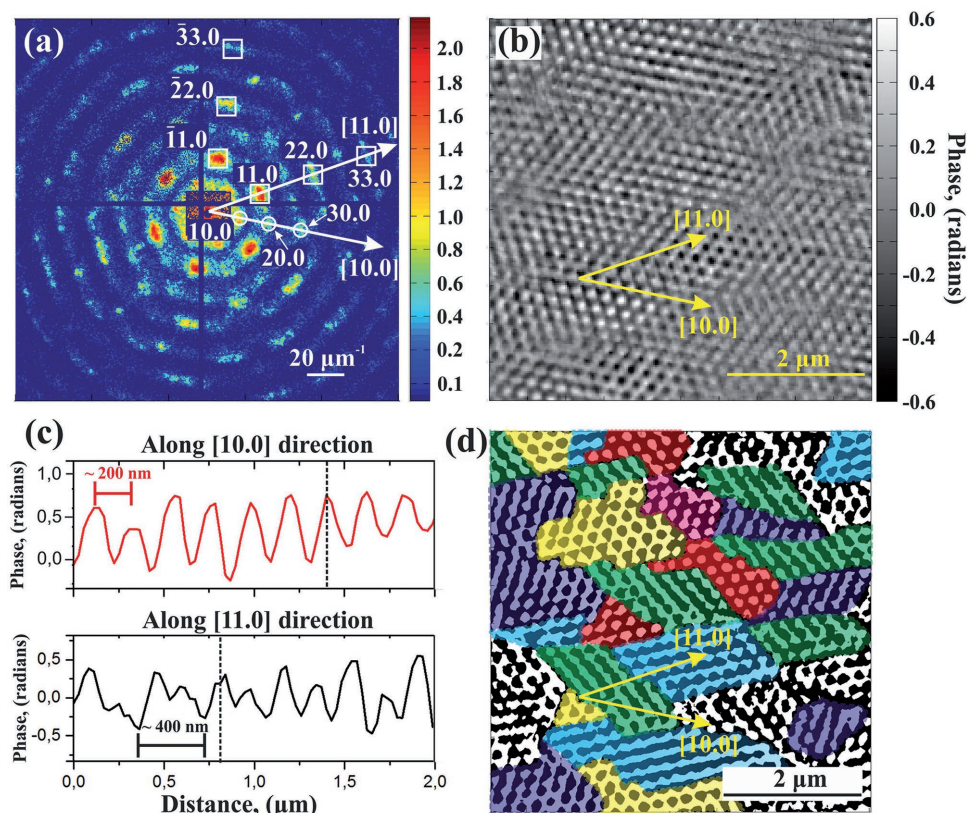 (a)
3̄3.0
2̄2.0
1̄1.0
[11.0]
11.0
22.0
33.0
10.0
20.0
30.0
[10.0]
20 µm⁻¹
2.0
1.8
1.6
1.4
1.2
1.0
0.8
0.6
0.4
0.1
(b)
[11.0]
[10.0]
2 µm
0.6
0.4
0.2
0.0
-0.2
-0.4
-0.6
Phase, (radians)
(c)
Along [10.0] direction
~ 200 nm
1,0
0,5
0,0
Phase, (radians)
Along [11.0] direction
0,5
0,0
-0,5
Phase, (radians)
~ 400 nm
0,0 0,5 1,0 1,5 2,0
Distance, (µm)
(d)
[11.0]
[10.0]
2 µm